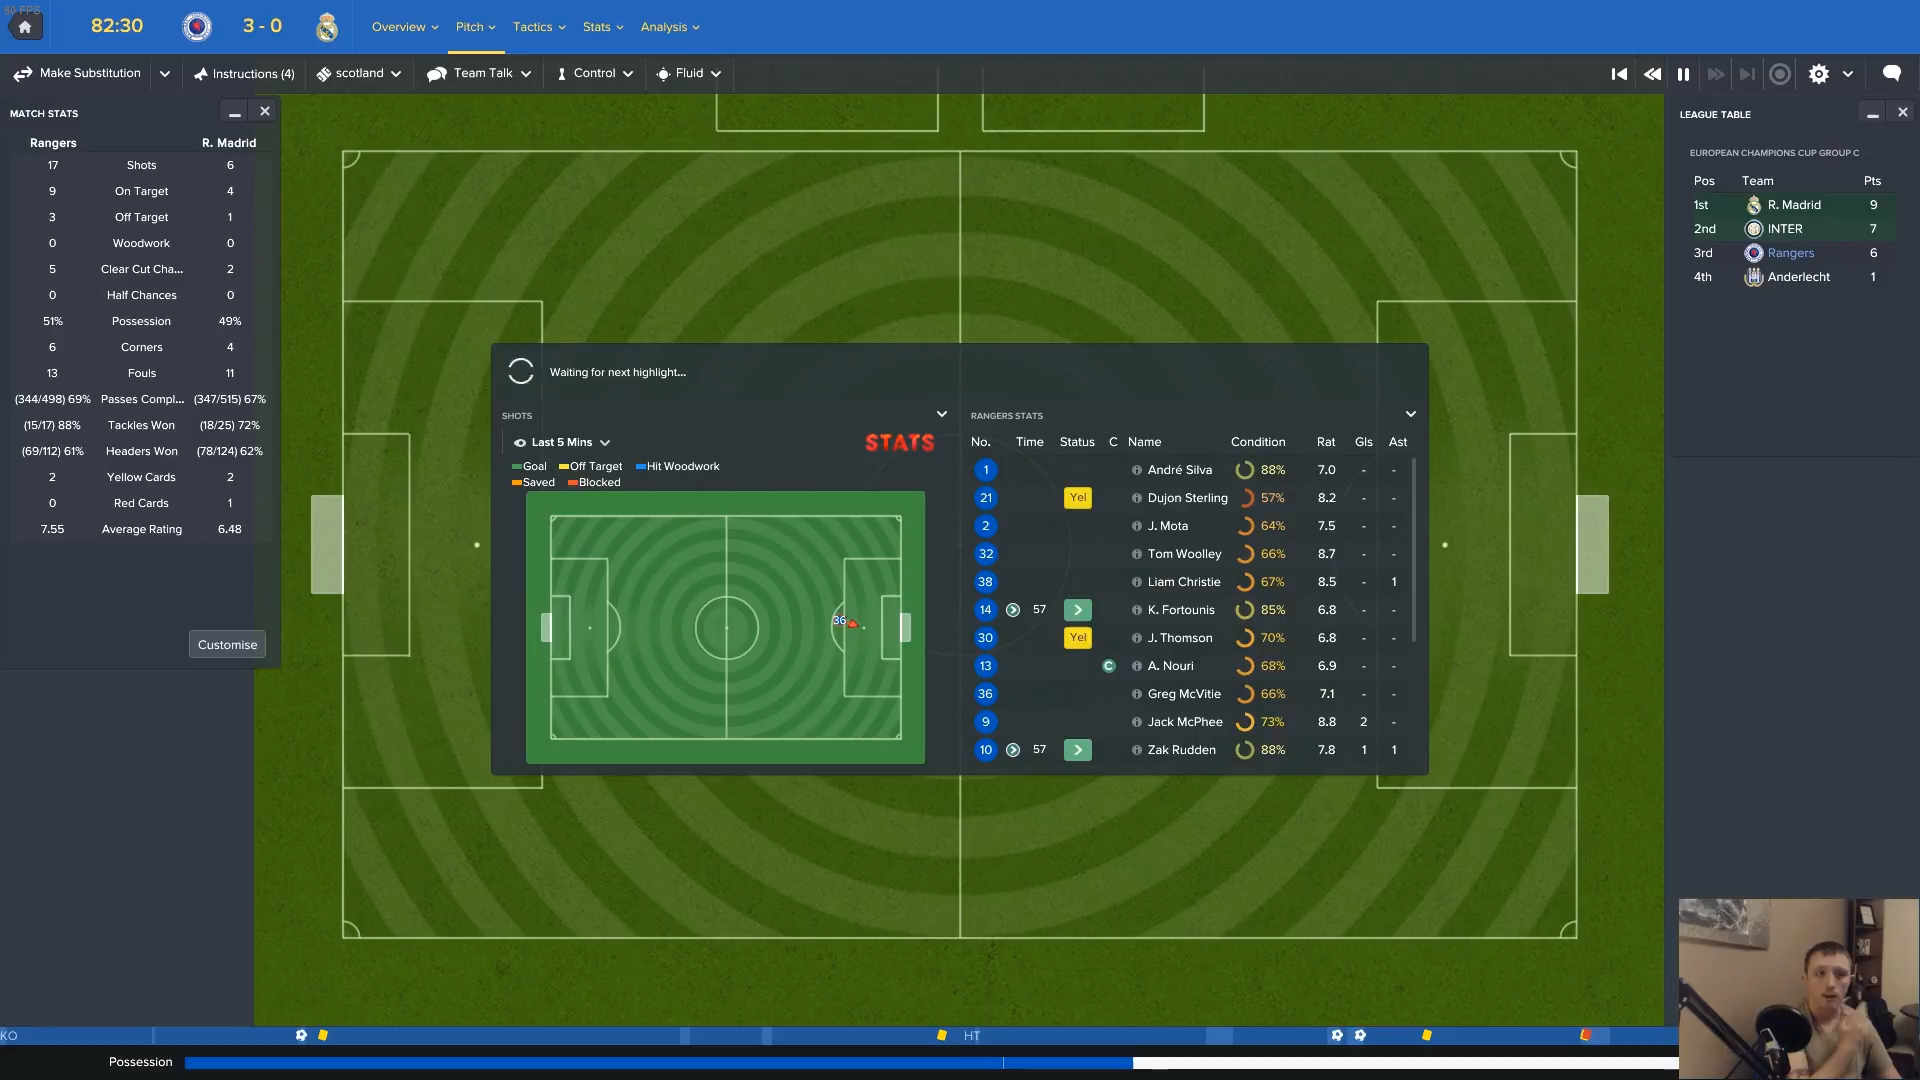 60 FPS
82:30 3 - 0 Overview Pitch Tactics Stats Analysis
Make Substitution Instructions (4) scotland Team Talk Control Fluid
MATCH STATS
Rangers R. Madrid
17 Shots 6
9 On Target 4
3 Off Target 1
0 Woodwork 0
5 Clear Cut Cha... 2
0 Half Chances 0
51% Possession 49%
6 Corners 4
13 Fouls 11
(344/498) 69% Passes Compl... (347/515) 67%
(15/17) 88% Tackles Won (18/25) 72%
(69/112) 61% Headers Won (78/124) 62%
2 Yellow Cards 2
0 Red Cards 1
7.55 Average Rating 6.48
Customise
Waiting for next highlight...
SHOTS
Last 5 Mins
STATS
Goal Off Target Hit Woodwork
Saved Blocked
36
RANGERS STATS
No. Time Status C Name Condition Rat Gls Ast
1 André Silva 88% 7.0 - -
21 Yel Dujon Sterling 57% 8.2 - -
2 J. Mota 64% 7.5 - -
32 Tom Woolley 66% 8.7 - -
38 Liam Christie 67% 8.5 - 1
14 57 K. Fortounis 85% 6.8 - -
30 Yel J. Thomson 70% 6.8 - -
13 C A. Nouri 68% 6.9 - -
36 Greg McVitie 66% 7.1 - -
9 Jack McPhee 73% 8.8 2 -
10 57 Zak Rudden 88% 7.8 1 1
LEAGUE TABLE
EUROPEAN CHAMPIONS CUP GROUP C
Pos Team Pts
1st R. Madrid 9
2nd INTER 7
3rd Rangers 6
4th Anderlecht 1
KO HT
Possession